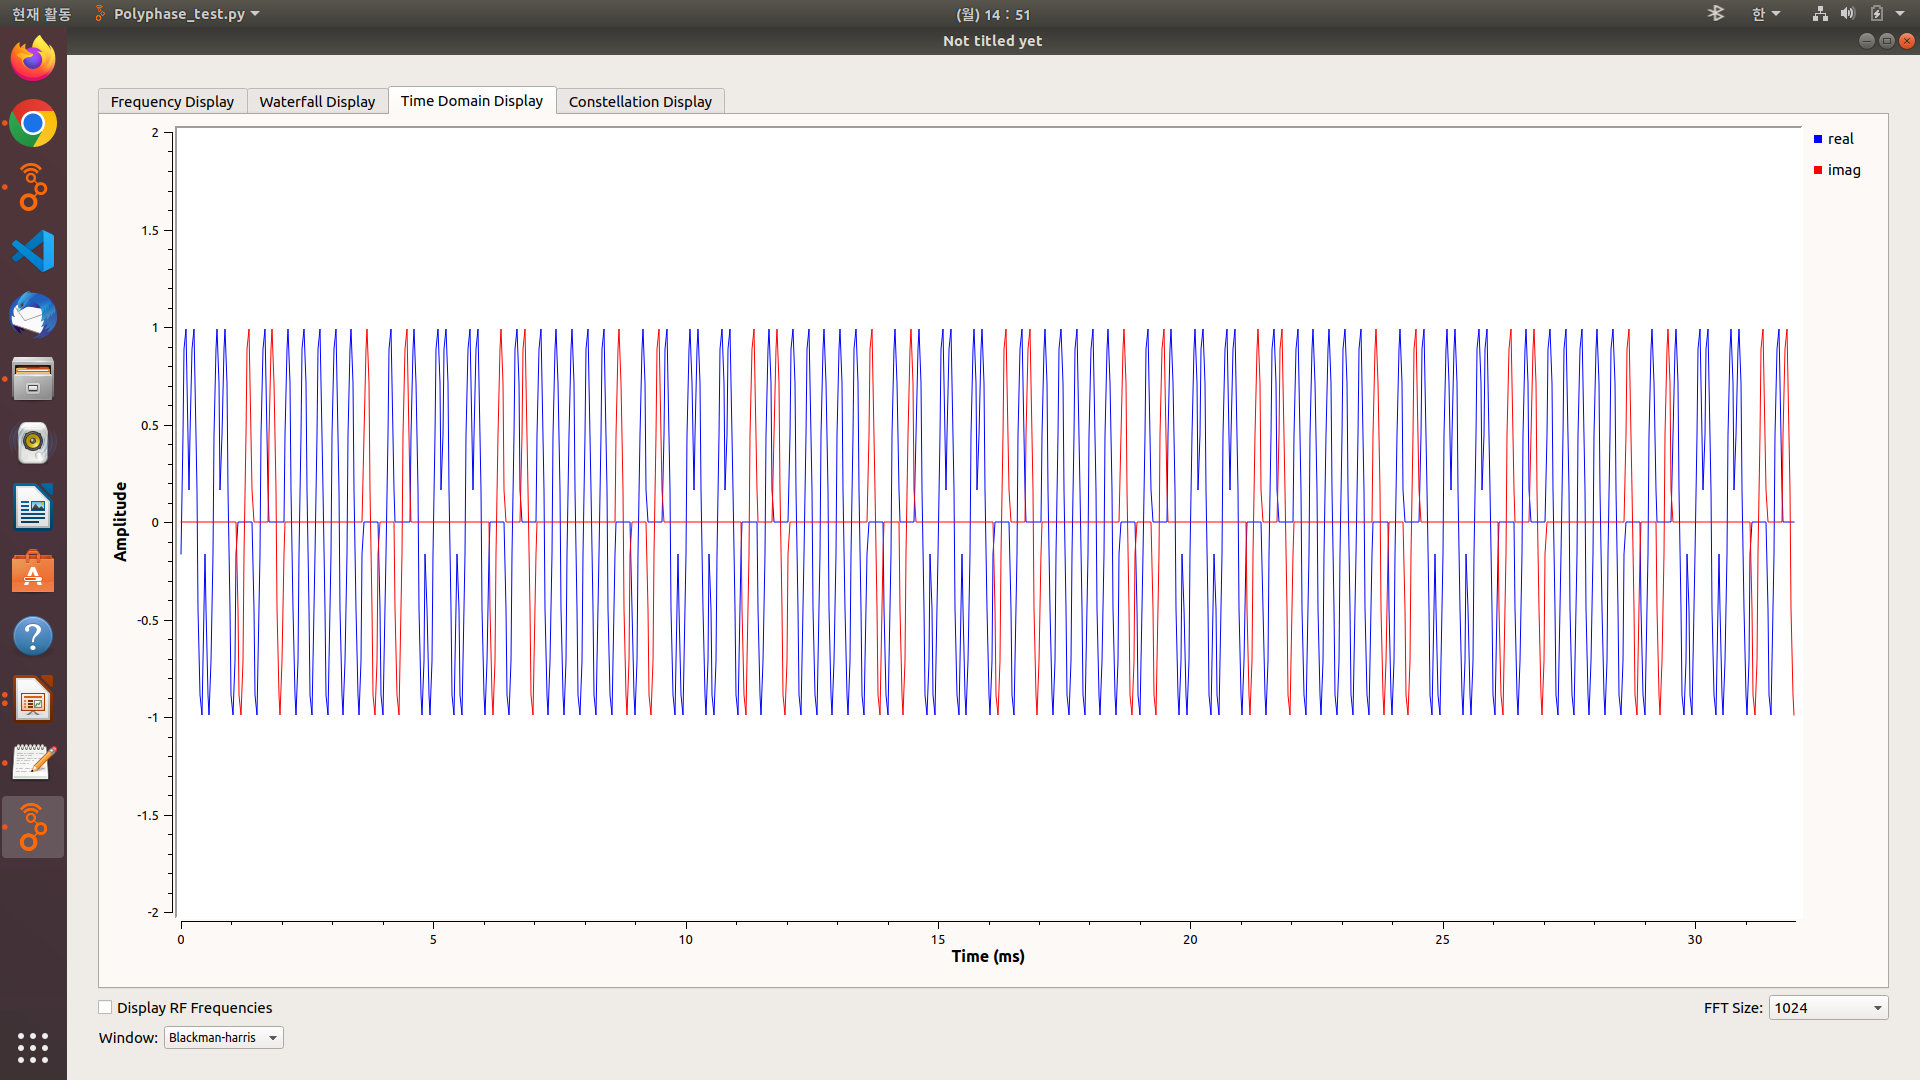 현재 활동 Polyphase_test.py (월) 14 : 51 한
Not titled yet
Frequency Display Waterfall Display Time Domain Display Constellation Display
real
imag
2
1.5
1
0.5
0
-0.5
-1
-1.5
-2
Amplitude
0 5 10 15 20 25 30
Time (ms)
Display RF Frequencies FFT Size: 1024
Window: Blackman-harris